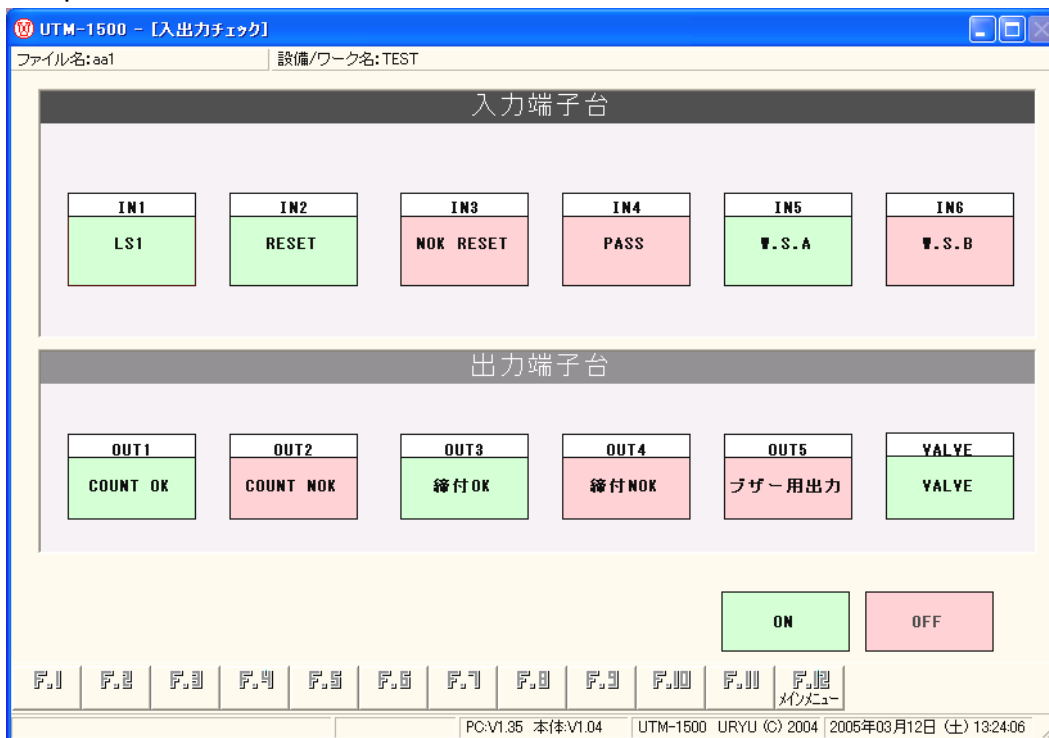 UTM-1500 - [入出力チェック]
ファイル名:aa1 設備/ワーク名:TEST
入力端子台
IN1 IN2 IN3 IN4 IN5 IN6
LS1 RESET NOK RESET PASS W.S.A W.S.B
出力端子台
OUT1 OUT2 OUT3 OUT4 OUT5 VALVE
COUNT OK COUNT NOK 締付OK 締付NOK ブザー用出力 VALVE
ON OFF
F.1 F.2 F.3 F.4 F.5 F.6 F.7 F.8 F.9 F.10 F.11 F.12
メインメニュー
PC:V1.35 本体:V1.04 UTM-1500 URYU (C) 2004 2005年03月12日 (土) 13:24:06